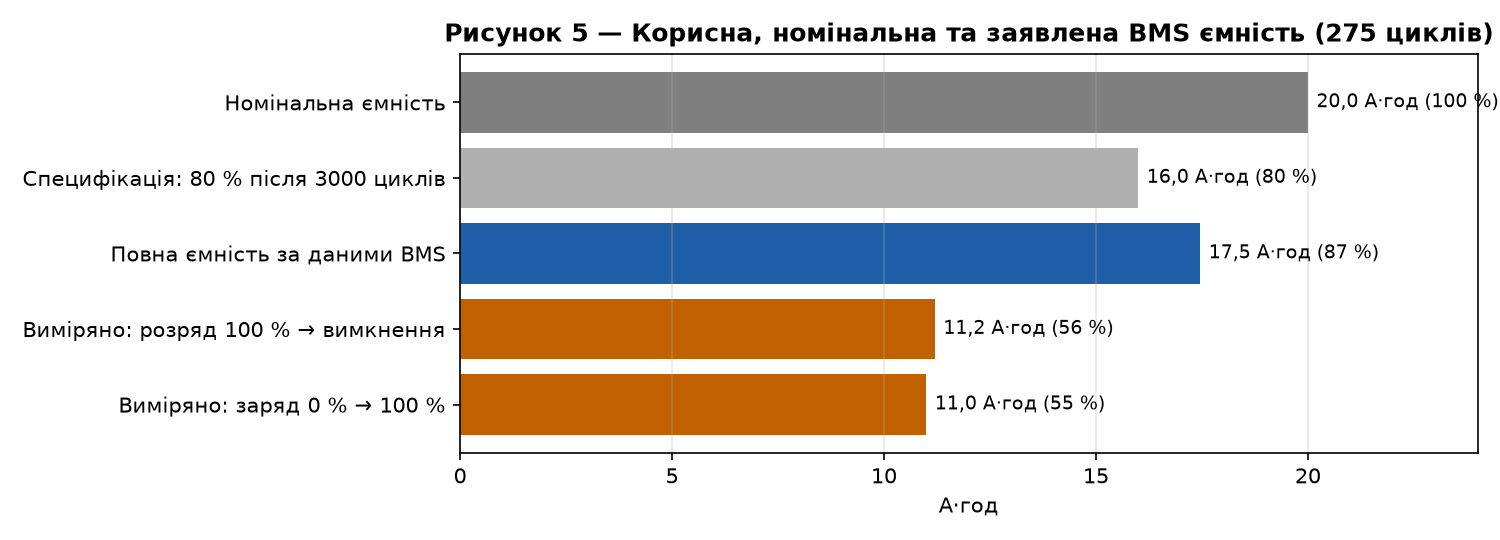 Рисунок 5 — Корисна, номінальна та заявлена BMS ємність (275 циклів)
Номінальна ємність
20,0 А·год (100 %)
Специфікація: 80 % після 3000 циклів
16,0 А·год (80 %)
Повна ємність за даними BMS
17,5 А·год (87 %)
Виміряно: розряд 100 % → вимкнення
11,2 А·год (56 %)
Виміряно: заряд 0 % → 100 %
11,0 А·год (55 %)
0 5 10 15 20
А·год